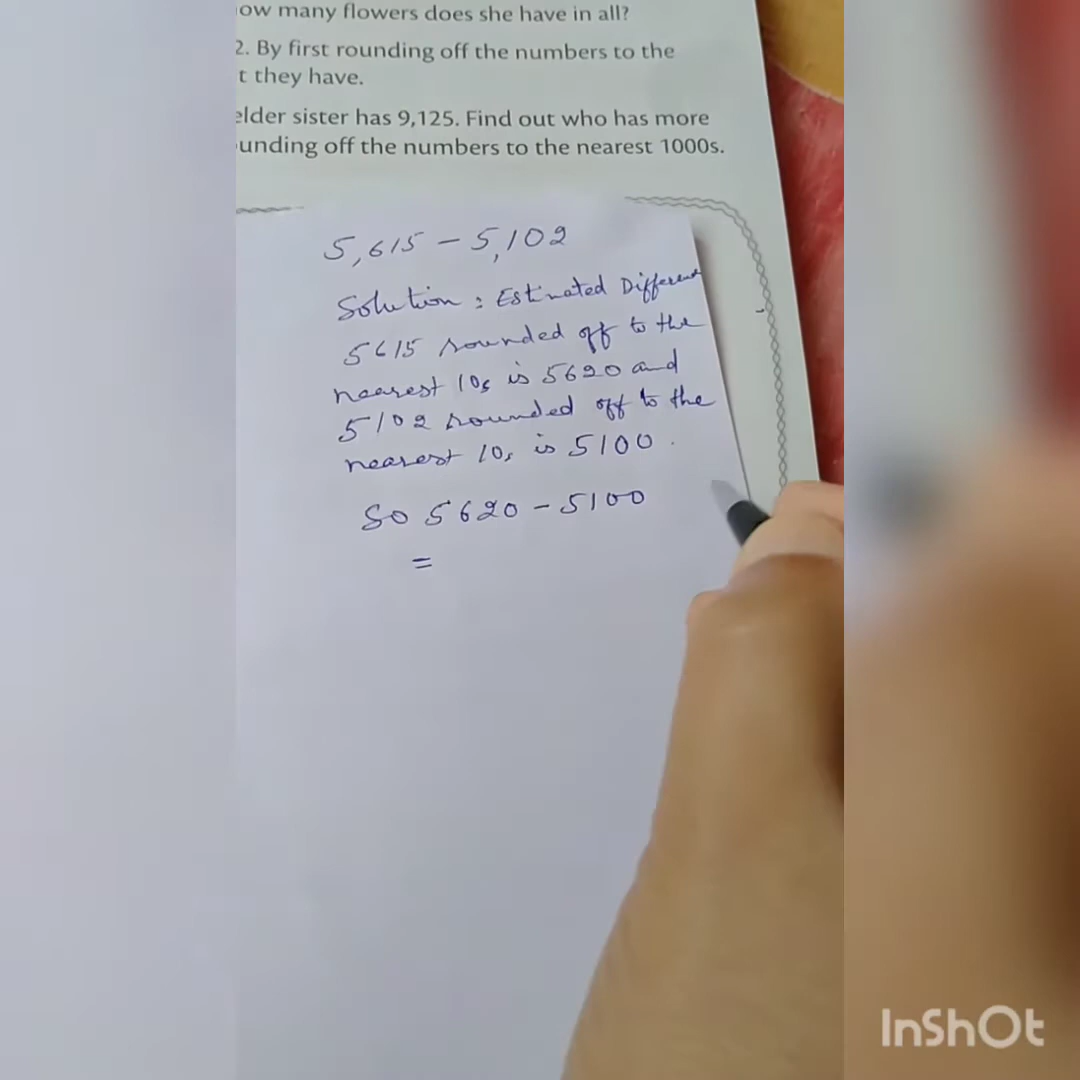 ow many flowers does she have in all?
2. By first rounding off the numbers to the
t they have.
elder sister has 9,125. Find out who has more
unding off the numbers to the nearest 1000s.
5,615 - 5,102
Solution : Estimated Different
5615 rounded off to the
nearest 10s is 5620 and
5102 rounded off to the
nearest 10s is 5100.
So 5620 - 5100
=
InShOt